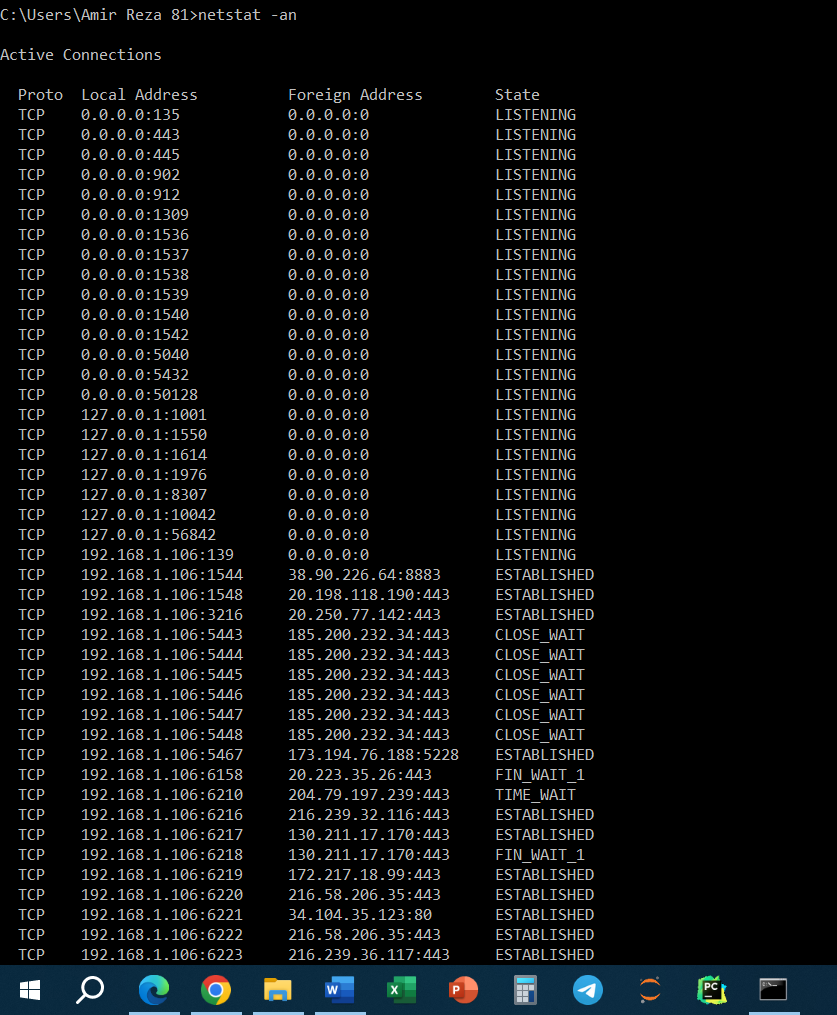 C:\Users\Amir Reza 81>netstat -an
Active Connections
Proto  Local Address          Foreign Address        State
TCP    0.0.0.0:135            0.0.0.0:0              LISTENING
TCP    0.0.0.0:443            0.0.0.0:0              LISTENING
TCP    0.0.0.0:445            0.0.0.0:0              LISTENING
TCP    0.0.0.0:902            0.0.0.0:0              LISTENING
TCP    0.0.0.0:912            0.0.0.0:0              LISTENING
TCP    0.0.0.0:1309           0.0.0.0:0              LISTENING
TCP    0.0.0.0:1536           0.0.0.0:0              LISTENING
TCP    0.0.0.0:1537           0.0.0.0:0              LISTENING
TCP    0.0.0.0:1538           0.0.0.0:0              LISTENING
TCP    0.0.0.0:1539           0.0.0.0:0              LISTENING
TCP    0.0.0.0:1540           0.0.0.0:0              LISTENING
TCP    0.0.0.0:1542           0.0.0.0:0              LISTENING
TCP    0.0.0.0:5040           0.0.0.0:0              LISTENING
TCP    0.0.0.0:5432           0.0.0.0:0              LISTENING
TCP    0.0.0.0:50128          0.0.0.0:0              LISTENING
TCP    127.0.0.1:1001         0.0.0.0:0              LISTENING
TCP    127.0.0.1:1550         0.0.0.0:0              LISTENING
TCP    127.0.0.1:1614         0.0.0.0:0              LISTENING
TCP    127.0.0.1:1976         0.0.0.0:0              LISTENING
TCP    127.0.0.1:8307         0.0.0.0:0              LISTENING
TCP    127.0.0.1:10042        0.0.0.0:0              LISTENING
TCP    127.0.0.1:56842        0.0.0.0:0              LISTENING
TCP    192.168.1.106:139      0.0.0.0:0              LISTENING
TCP    192.168.1.106:1544     38.90.226.64:8883      ESTABLISHED
TCP    192.168.1.106:1548     20.198.118.190:443     ESTABLISHED
TCP    192.168.1.106:3216     20.250.77.142:443      ESTABLISHED
TCP    192.168.1.106:5443     185.200.232.34:443     CLOSE_WAIT
TCP    192.168.1.106:5444     185.200.232.34:443     CLOSE_WAIT
TCP    192.168.1.106:5445     185.200.232.34:443     CLOSE_WAIT
TCP    192.168.1.106:5446     185.200.232.34:443     CLOSE_WAIT
TCP    192.168.1.106:5447     185.200.232.34:443     CLOSE_WAIT
TCP    192.168.1.106:5448     185.200.232.34:443     CLOSE_WAIT
TCP    192.168.1.106:5467     173.194.76.188:5228    ESTABLISHED
TCP    192.168.1.106:6158     20.223.35.26:443       FIN_WAIT_1
TCP    192.168.1.106:6210     204.79.197.239:443     TIME_WAIT
TCP    192.168.1.106:6216     216.239.32.116:443     ESTABLISHED
TCP    192.168.1.106:6217     130.211.17.170:443     ESTABLISHED
TCP    192.168.1.106:6218     130.211.17.170:443     FIN_WAIT_1
TCP    192.168.1.106:6219     172.217.18.99:443      ESTABLISHED
TCP    192.168.1.106:6220     216.58.206.35:443      ESTABLISHED
TCP    192.168.1.106:6221     34.104.35.123:80       ESTABLISHED
TCP    192.168.1.106:6222     216.58.206.35:443      ESTABLISHED
TCP    192.168.1.106:6223     216.239.36.117:443     ESTABLISHED
W X P PC